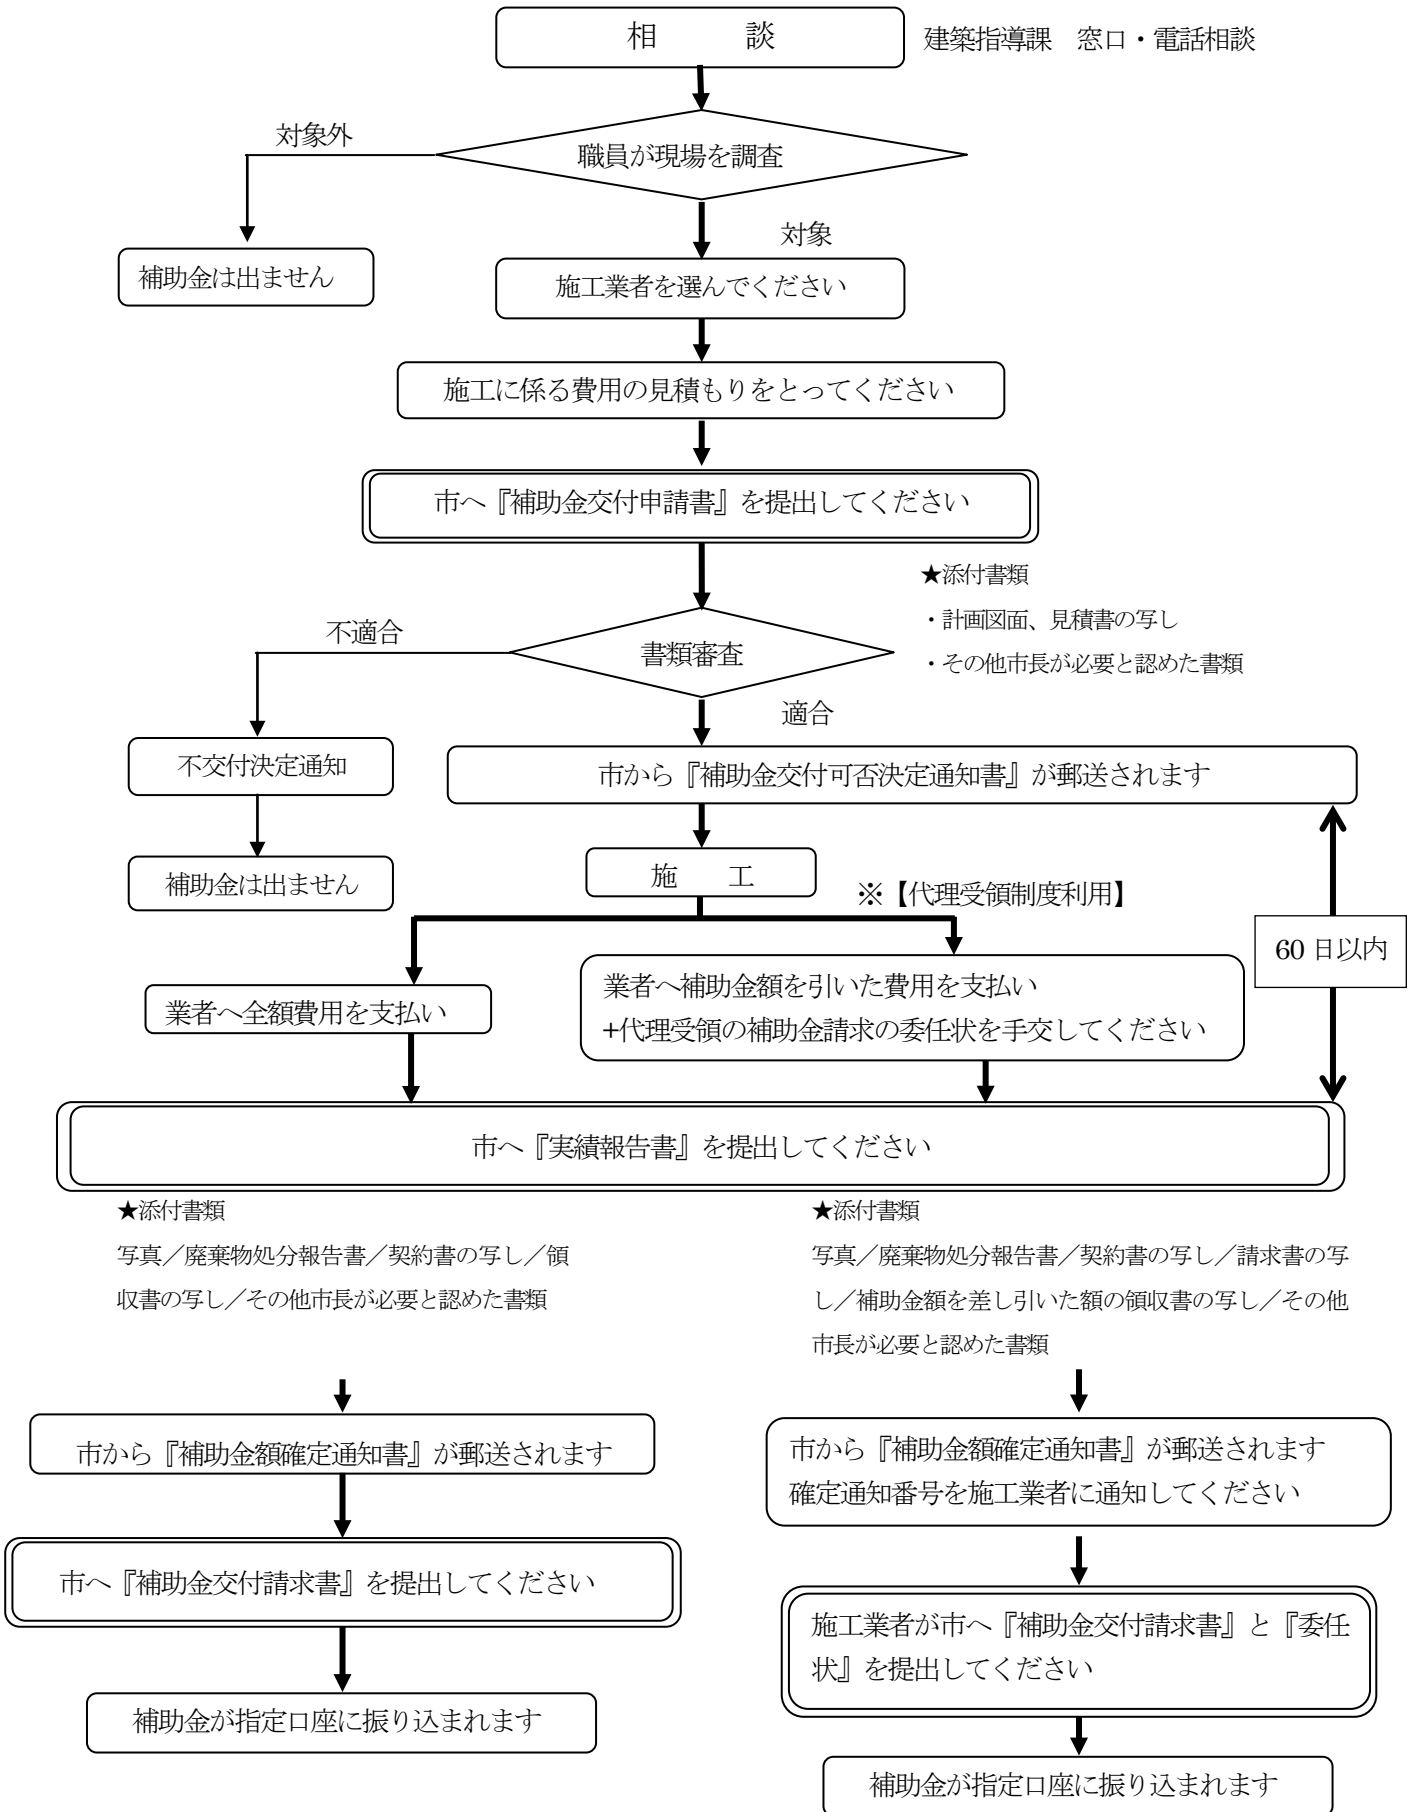 相　　　談
建築指導課　窓口・電話相談
対象外
職員が現場を調査
対象
補助金は出ません
施工業者を選んでください
施工に係る費用の見積もりをとってください
市へ『補助金交付申請書』を提出してください
★添付書類
・計画図面、見積書の写し
・その他市長が必要と認めた書類
不適合
書類審査
適合
不交付決定通知
市から『補助金交付可否決定通知書』が郵送されます
補助金は出ません
施　　工
※【代理受領制度利用】
60 日以内
業者へ全額費用を支払い
業者へ補助金額を引いた費用を支払い
+代理受領の補助金請求の委任状を手交してください
市へ『実績報告書』を提出してください
★添付書類
写真／廃棄物処分報告書／契約書の写し／領
収書の写し／その他市長が必要と認めた書類
★添付書類
写真／廃棄物処分報告書／契約書の写し／請求書の写
し／補助金額を差し引いた額の領収書の写し／その他
市長が必要と認めた書類
市から『補助金額確定通知書』が郵送されます
市へ『補助金交付請求書』を提出してください
補助金が指定口座に振り込まれます
市から『補助金額確定通知書』が郵送されます
確定通知番号を施工業者に通知してください
施工業者が市へ『補助金交付請求書』と『委任
状』を提出してください
補助金が指定口座に振り込まれます